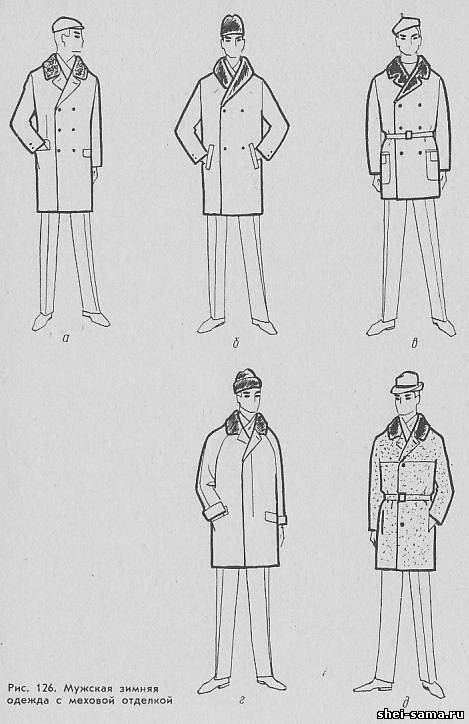 а
б
в
г
д
Рис. 126. Мужская зимняя
одежда с меховой отделкой
shei-sama.ru